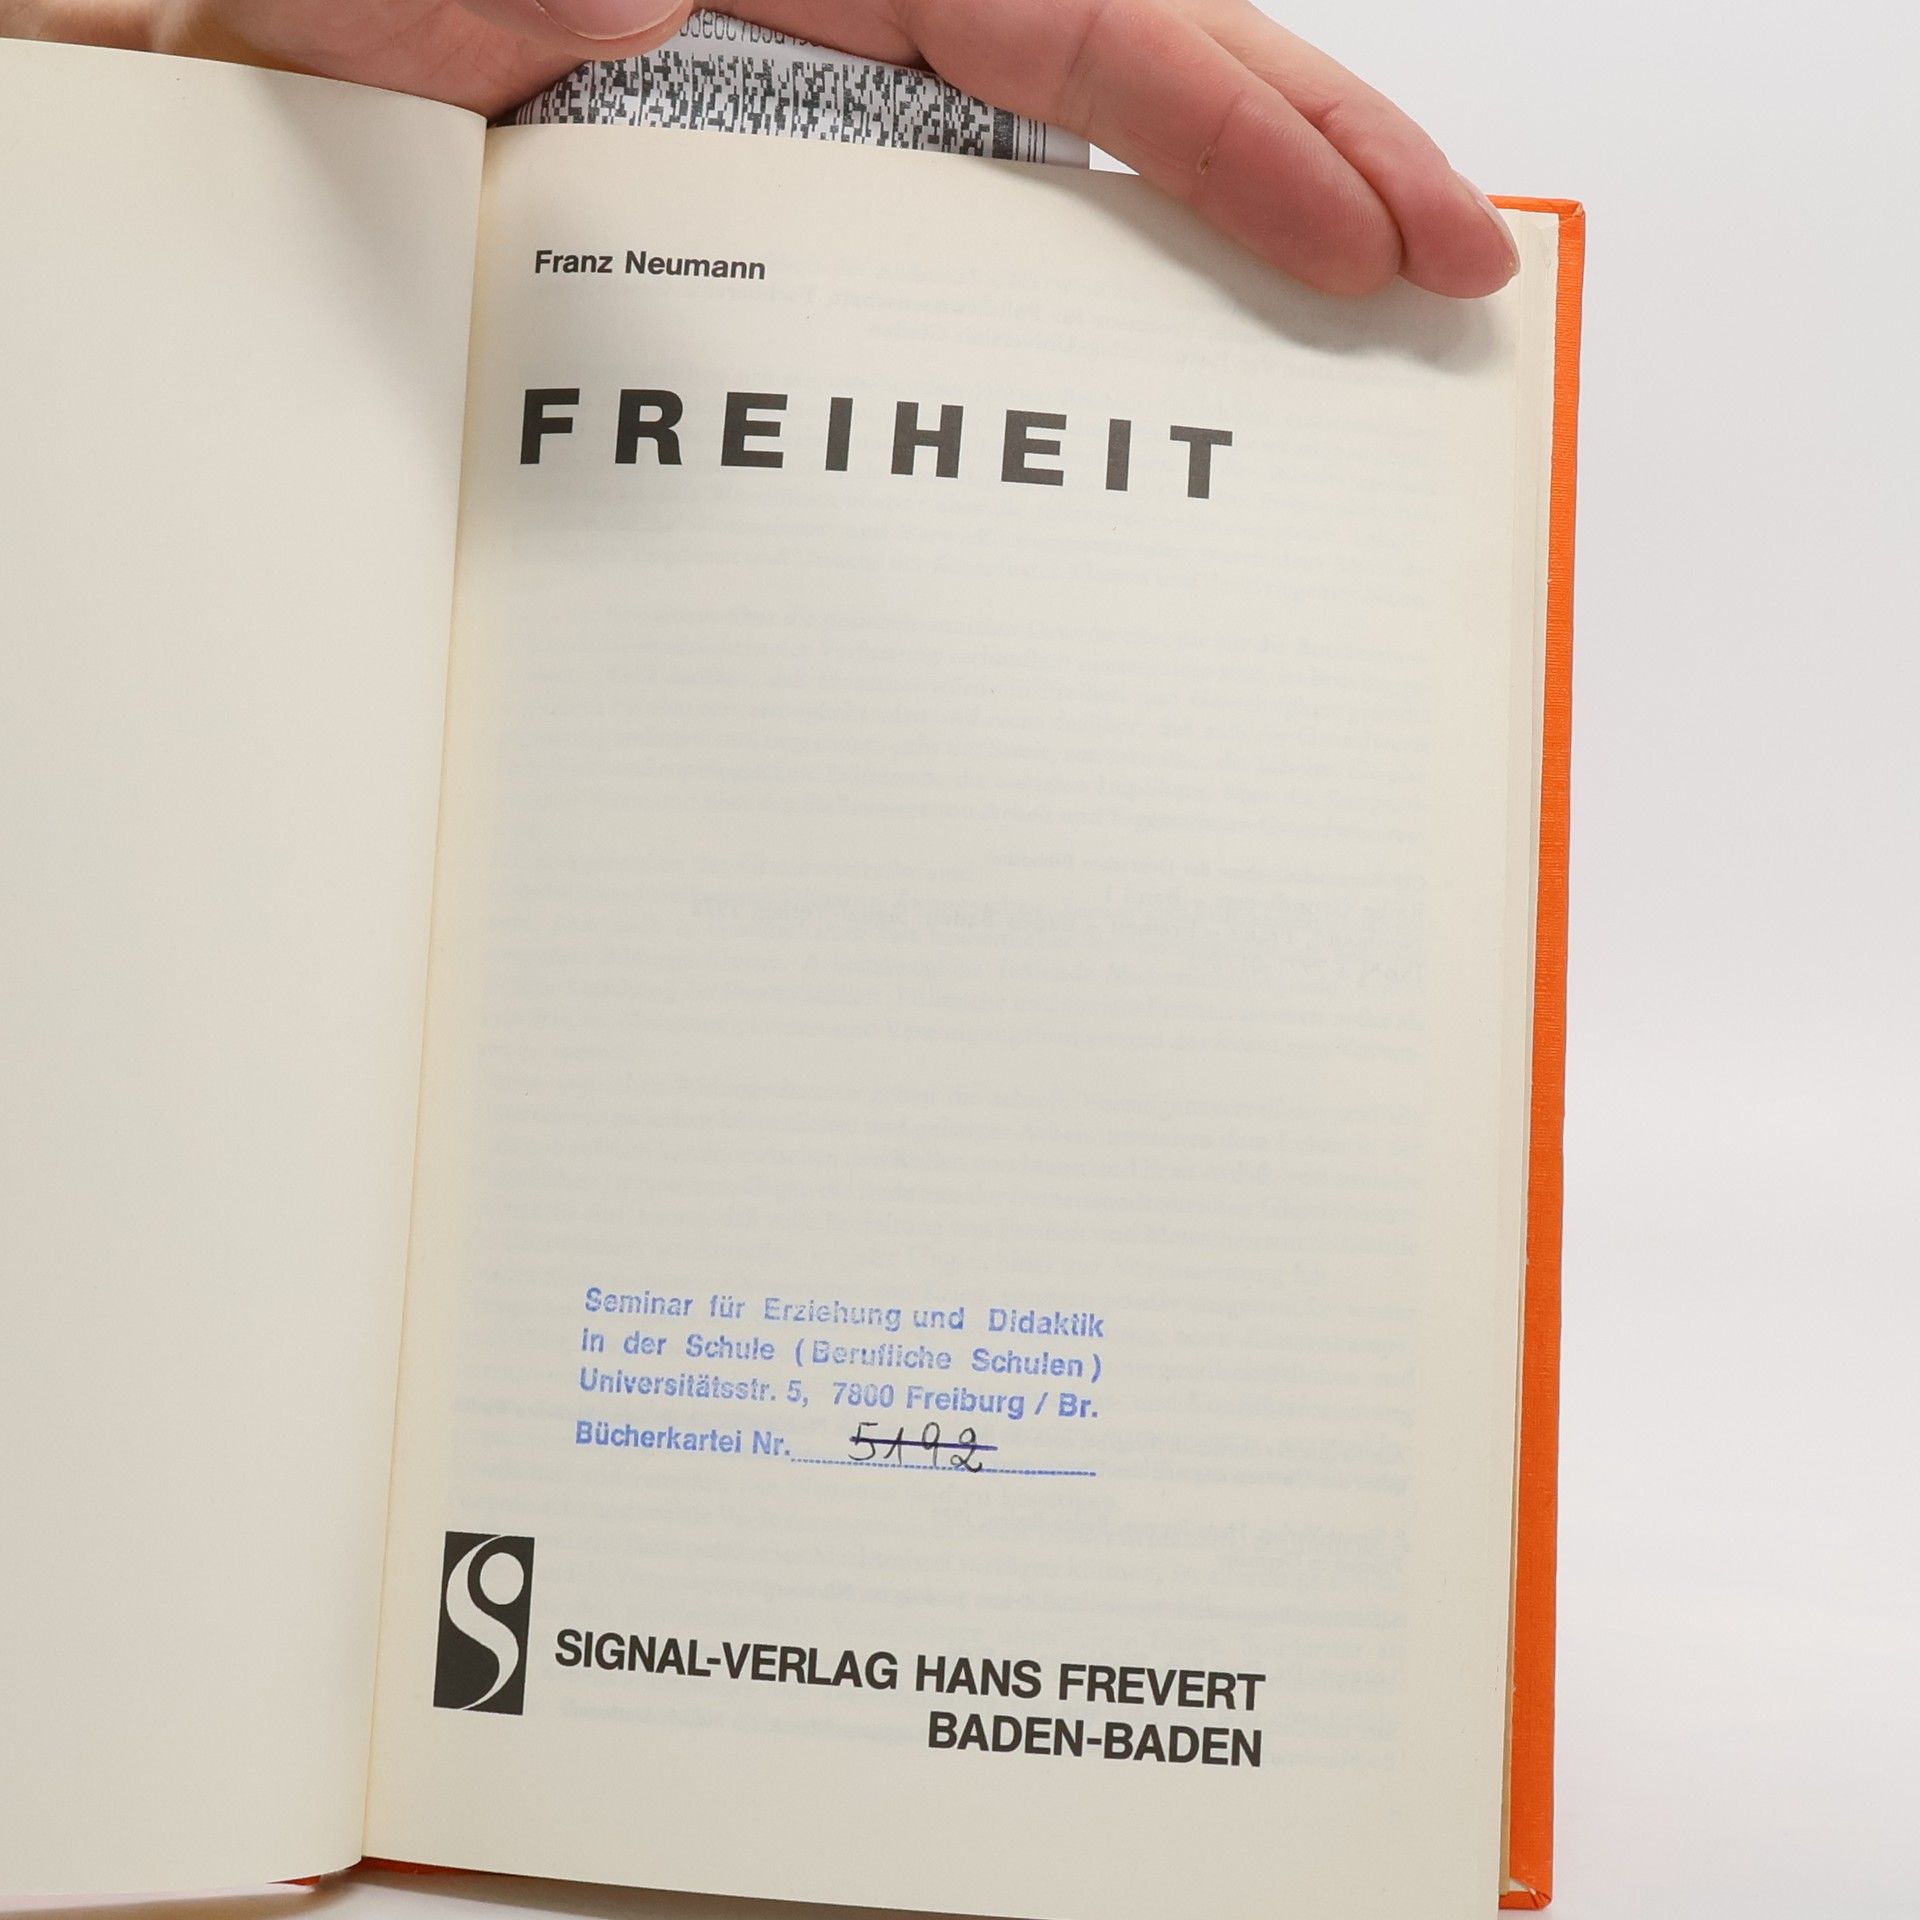 Franz Neumann
FREIHEIT
Seminar für Erziehung und Didaktik
in der Schule (Berufliche Schulen)
Universitätsstr. 5, 7800 Freiburg / Br.
Bücherkartei Nr. 5192
SIGNAL-VERLAG HANS FREVERT
BADEN-BADEN